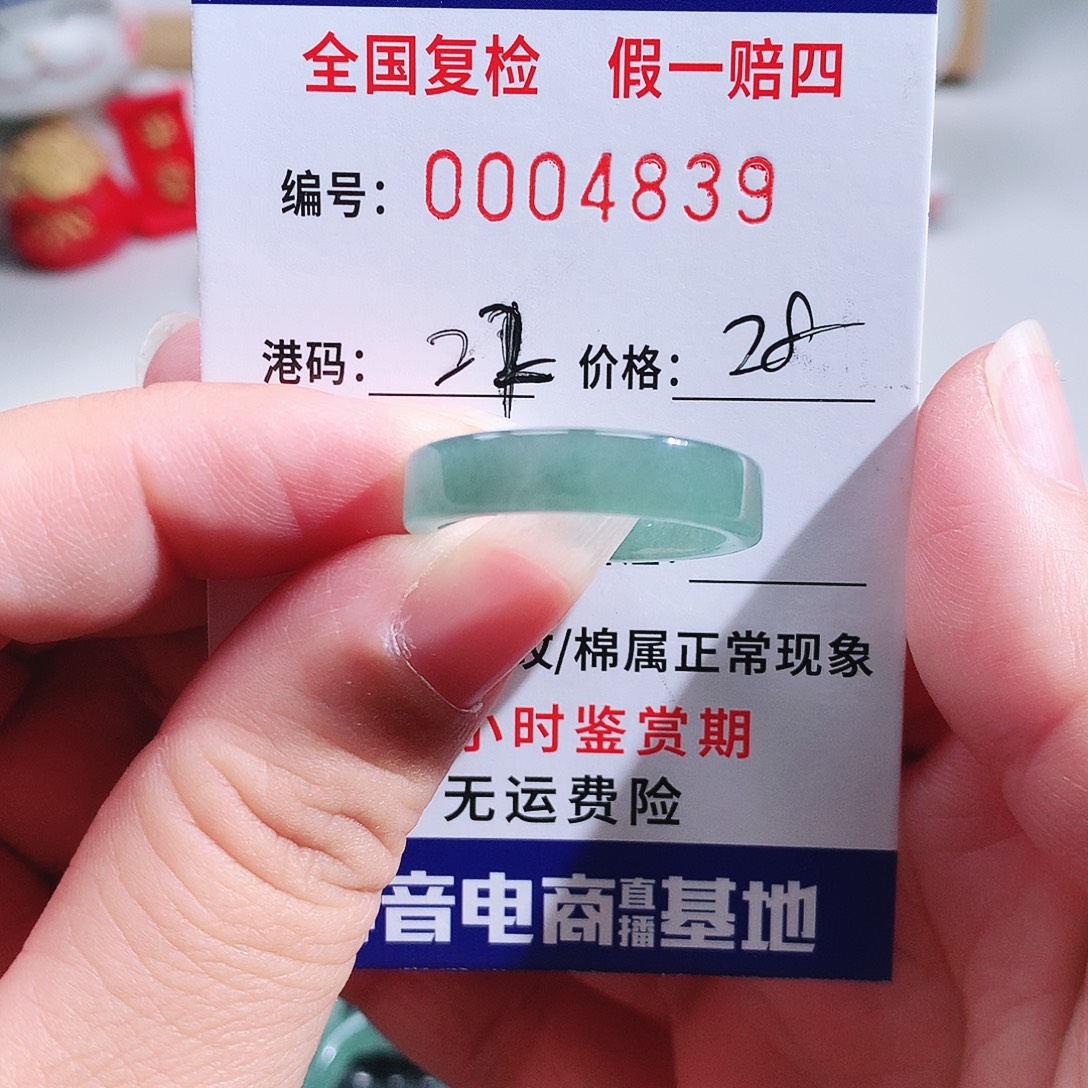 全国复检 假一赔四
编号：0004839
港码： 价格：28
纹/棉属正常现象
小时鉴赏期
无运费险
音电商直播基地